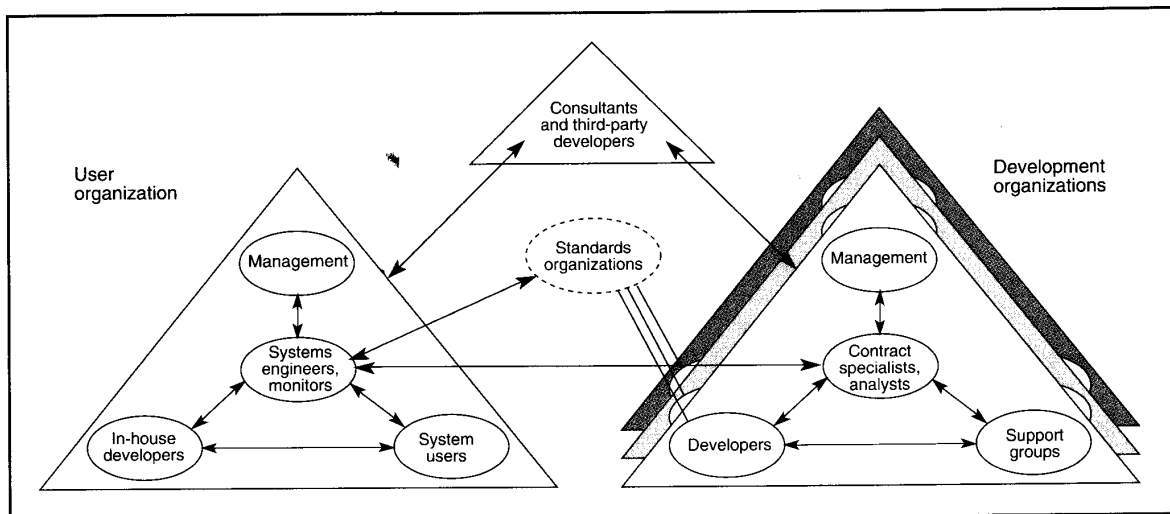 Consultants
and third-party
developers
User
organization
Development
organizations
Standards
organizations
Management
Management
Systems
engineers,
monitors
Contract
specialists,
analysts
In-house
developers
System
users
Developers
Support
groups